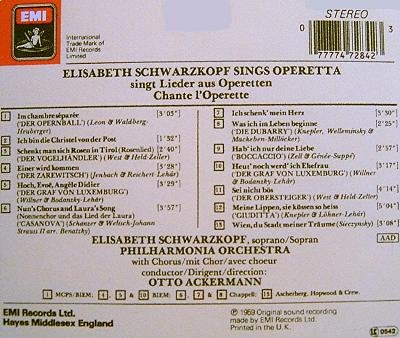 EMI
International
Trade Mark of
EMI Records
Limited
STEREO
0 77774 72842 3
ELISABETH SCHWARZKOPF SINGS OPERETTA
singt Lieder aus Operetten
Chante l'Operette
1 Im chambre séparée [3'05"]
('DER OPERNBALL') (Leon & Waldberg-
Heuberger)
2 Ich bin die Christel von der Post [1'32"]
3 Schenkt man sich Rosen in Tirol (Rosenlied) [2'40"]
('DER VOGELHANDLER') (West & Held-Zeller)
4 Einer wird kommen [3'28"]
('DER ZAREWITSCH') (Jenbach & Reichert-Lehár)
5 Hoch, Evoë, Angèle Didier [3'29"]
('DER GRAF VON LUXEMBURG') (Willner
& Bodansky-Lehár)
6 Nun's Chorus and Laura's Song [3'57"]
(Nonnenchor und das Lied der Laura)
('CASANOVA') (Schanzer & Welisch-Johann
Strauss II arr. Benatzky)
7 Ich schenk' mein Herz [3'30"]
8 Was ich im Leben beginne [2'25"]
('DIE DUBARRY') (Knepler, Welleminsky &
Mackeben-Millöcker)
9 Hab' ich nur deine Liebe [2'57"]
('BOCCACCIO') (Zell & Genée-Suppé)
10 Heut' noch werd' ich Ehefrau [3'17"]
('DER GRAF VON LUXEMBURG') (Willner
& Bodansky-Lehár)
11 Sei nicht bös [4'14"]
('DER OBERSTEIGER') (West & Held-Zeller)
12 Meine Lippen, sie küssen so heiss [5'04"]
('GIUDITTA') (Knepler & Löhner-Lehár)
13 Wien, du Stadt meiner Träume (Sieczynsky) [5'08"]
ELISABETH SCHWARZKOPF, soprano/Sopran
PHILHARMONIA ORCHESTRA
with Chorus/mit Chor/avec choeur
conductor/Dirigent/direction:
OTTO ACKERMANN
AAD
1 MCPS/BIEM; 4, 5 & 10 BIEM; 6, 7 & 8 Chappell; 13 Ascherberg, Hopwood & Crew.
EMI Records Ltd.
Hayes Middlesex England
℗ 1959 Original sound recording
made by EMI Records Ltd.
Printed in the U.K.
0542